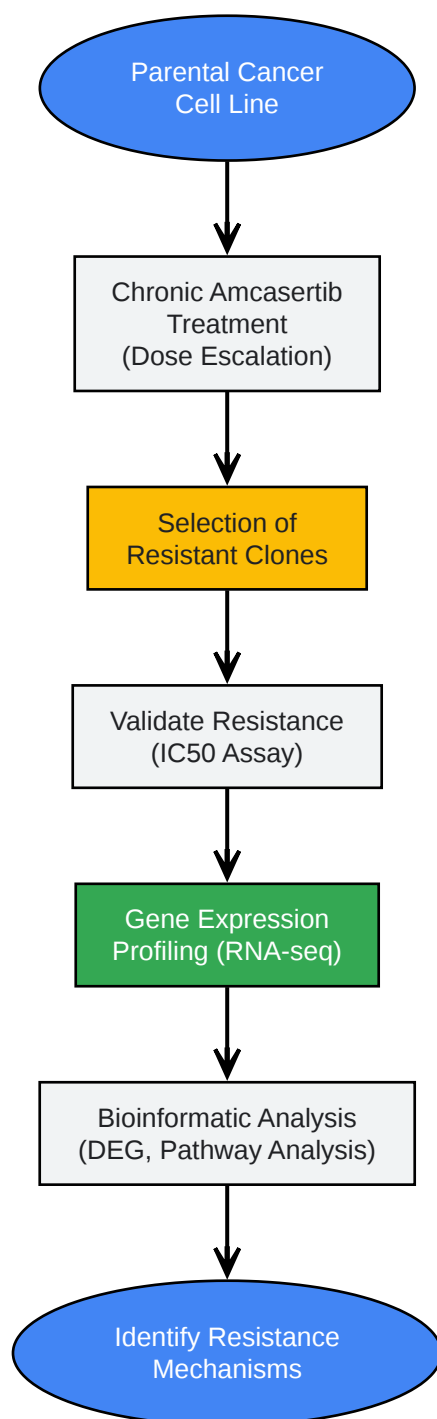 Parental Cancer
Cell Line
Chronic Amcasertib
Treatment
(Dose Escalation)
Selection of
Resistant Clones
Validate Resistance
(IC50 Assay)
Gene Expression
Profiling (RNA-seq)
Bioinformatic Analysis
(DEG, Pathway Analysis)
Identify Resistance
Mechanisms